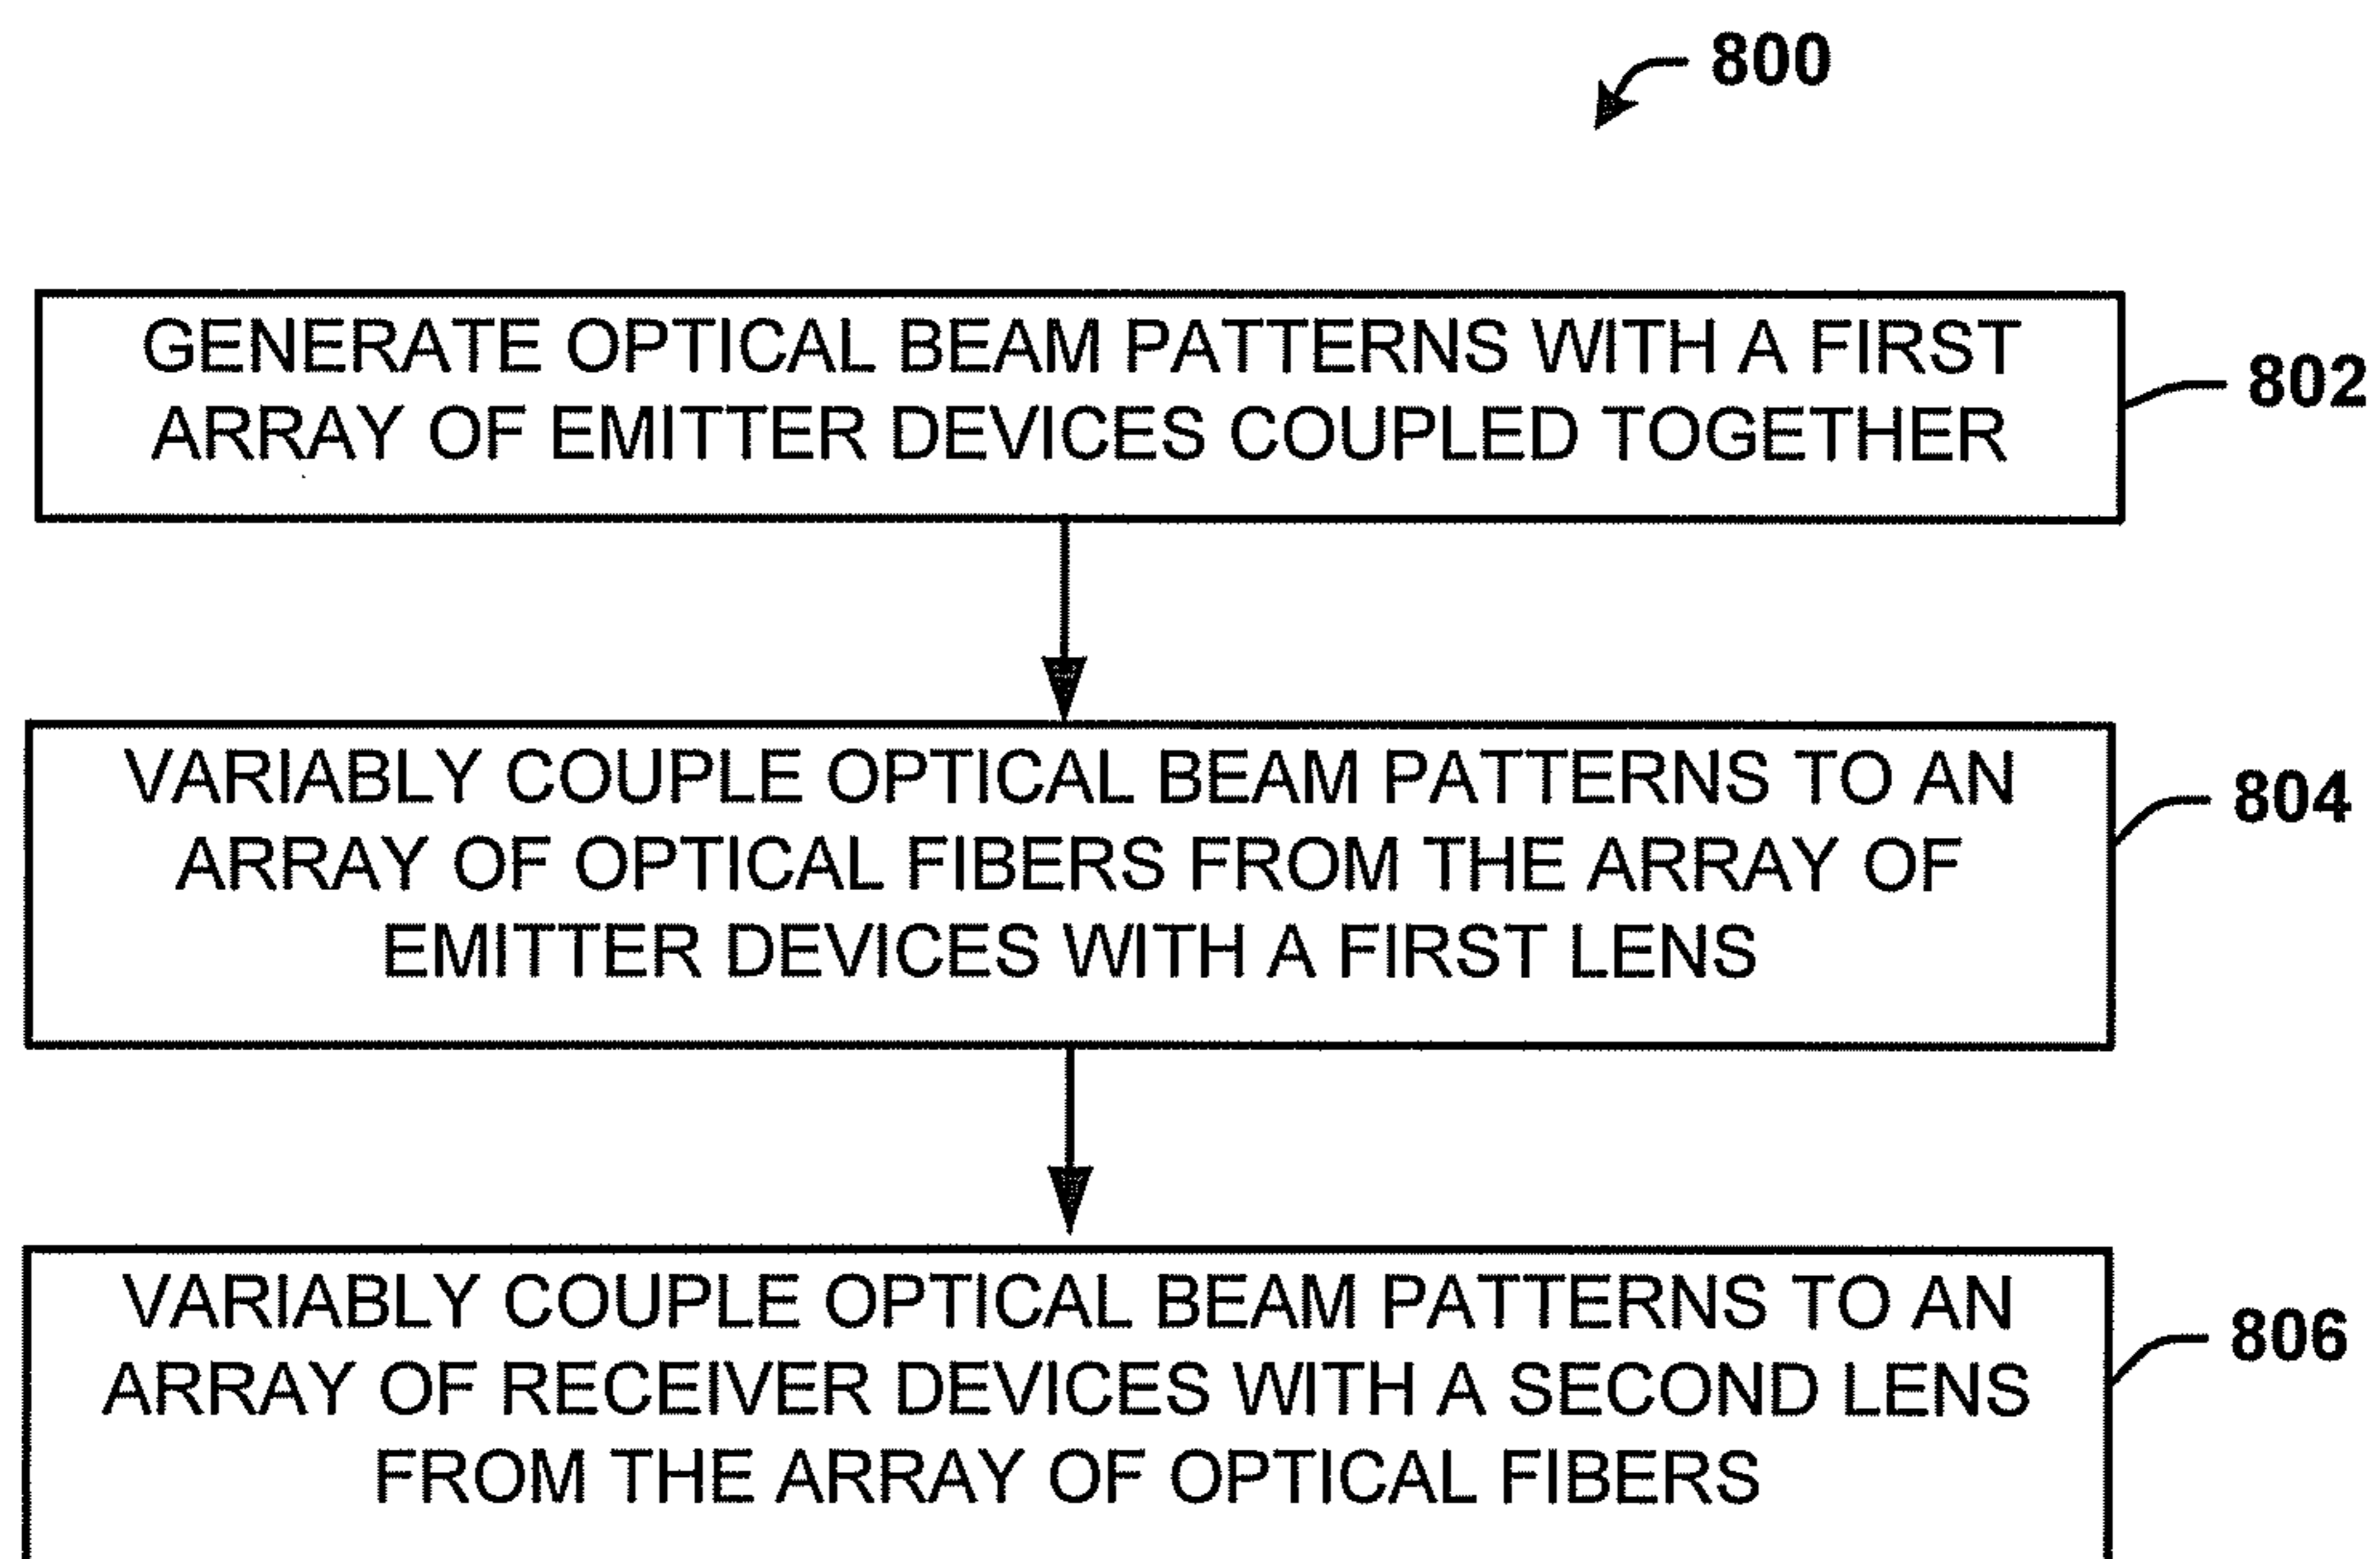 800
GENERATE OPTICAL BEAM PATTERNS WITH A FIRST
ARRAY OF EMITTER DEVICES COUPLED TOGETHER
802
VARIABLY COUPLE OPTICAL BEAM PATTERNS TO AN
ARRAY OF OPTICAL FIBERS FROM THE ARRAY OF
EMITTER DEVICES WITH A FIRST LENS
804
VARIABLY COUPLE OPTICAL BEAM PATTERNS TO AN
ARRAY OF RECEIVER DEVICES WITH A SECOND LENS
FROM THE ARRAY OF OPTICAL FIBERS
806